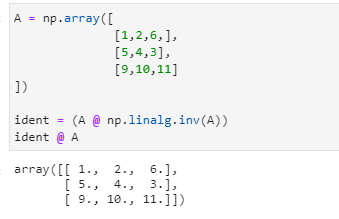 A = np.array([
[1,2,6,],
[5,4,3],
[9,10,11]
])
ident = (A @ np.linalg.inv(A))
ident @ A
array([[ 1.,  2.,  6.],
[ 5.,  4.,  3.],
[ 9., 10., 11.]])